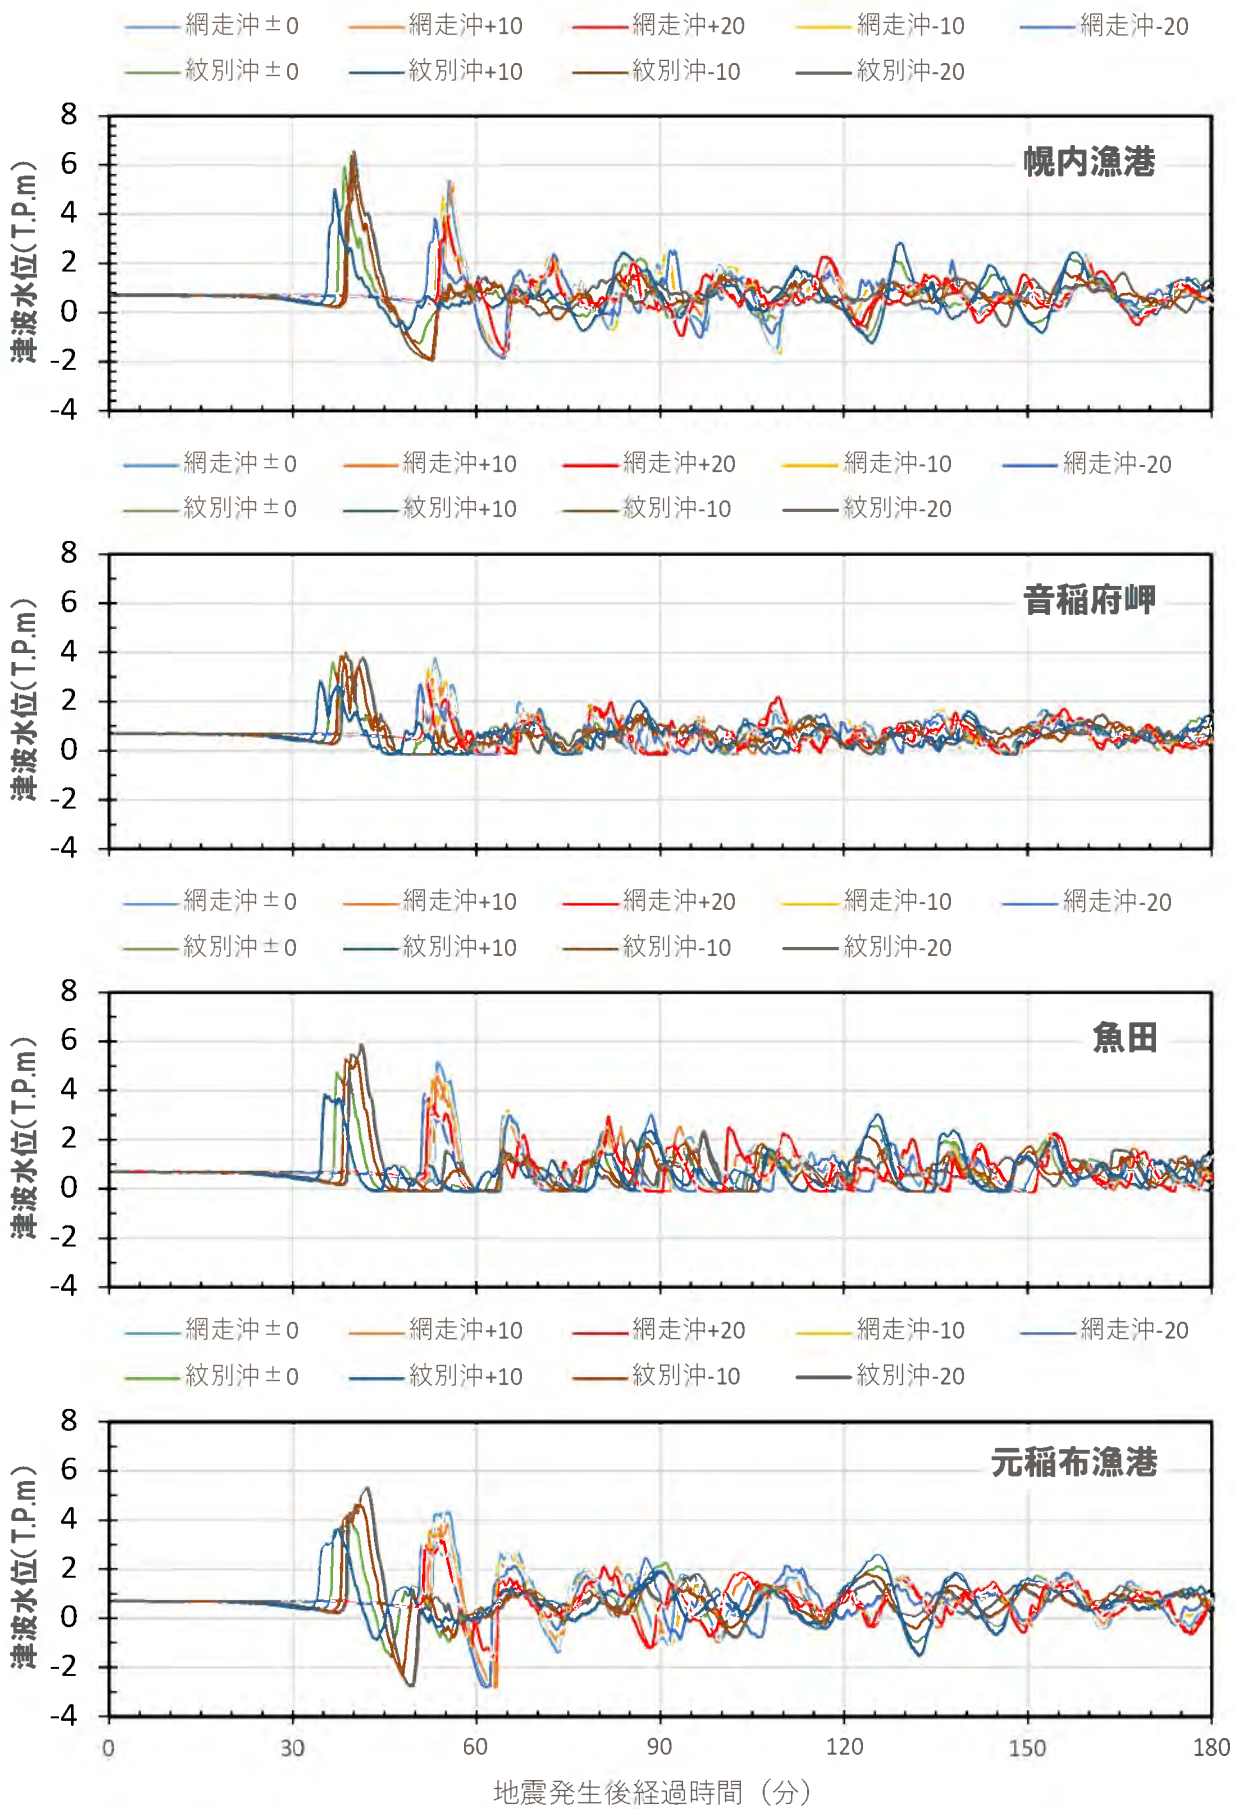 網走沖±0 網走沖+10 網走沖+20 網走沖-10 網走沖-20
紋別沖±0 紋別沖+10 紋別沖-10 紋別沖-20
幌内漁港
津波水位(T.P.m)
8
6
4
2
0
-2
-4
網走沖±0 網走沖+10 網走沖+20 網走沖-10 網走沖-20
紋別沖±0 紋別沖+10 紋別沖-10 紋別沖-20
音稲府岬
津波水位(T.P.m)
8
6
4
2
0
-2
-4
網走沖±0 網走沖+10 網走沖+20 網走沖-10 網走沖-20
紋別沖±0 紋別沖+10 紋別沖-10 紋別沖-20
魚田
津波水位(T.P.m)
8
6
4
2
0
-2
-4
網走沖±0 網走沖+10 網走沖+20 網走沖-10 網走沖-20
紋別沖±0 紋別沖+10 紋別沖-10 紋別沖-20
元稲布漁港
津波水位(T.P.m)
8
6
4
2
0
-2
-4
0 30 60 90 120 150 180
地震発生後経過時間（分）